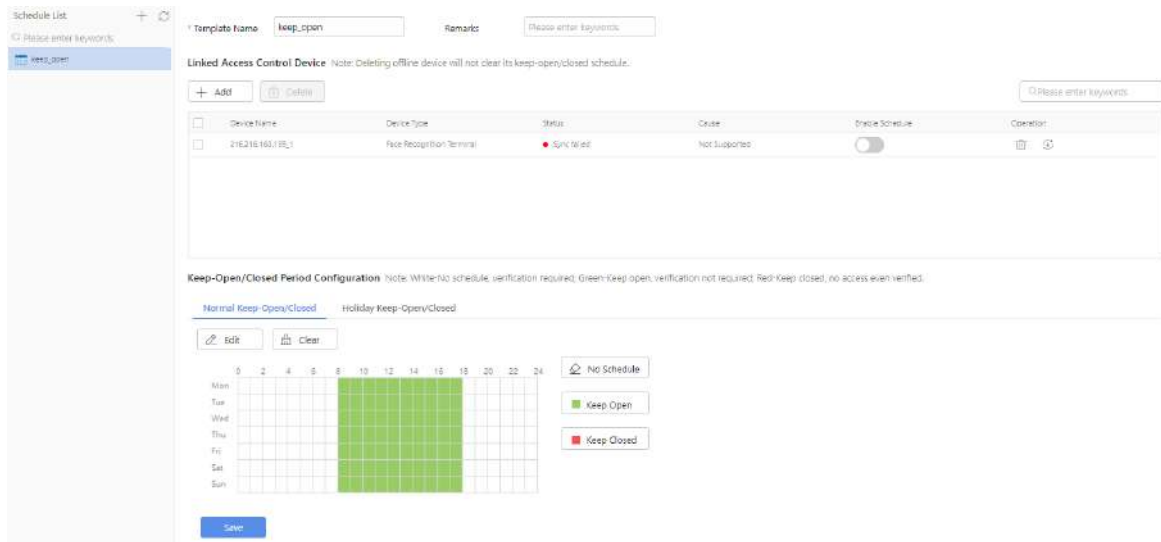 Schedule List
Please enter keywords
keep_open
* Template Name keep_open Remarks Please enter keywords
Linked Access Control Device Note: Deleting offline device will not clear its keep-open/closed schedule.
Add Delete Please enter keywords
Device Name Device Type Status Cause Enable Schedule Operation
Face Recognition Terminal Sync failed Not Supported
Keep-Open/Closed Period Configuration Note: White-No schedule, verification required; Green-Keep open, verification not required; Red-Keep closed, no access even verified.
Normal Keep-Open/Closed Holiday Keep-Open/Closed
Edit Clear
0 2 4 6 8 10 12 14 16 18 20 22 24
Mon
Tue
Wed
Thu
Fri
Sat
Sun
No Schedule
Keep Open
Keep Closed
Save